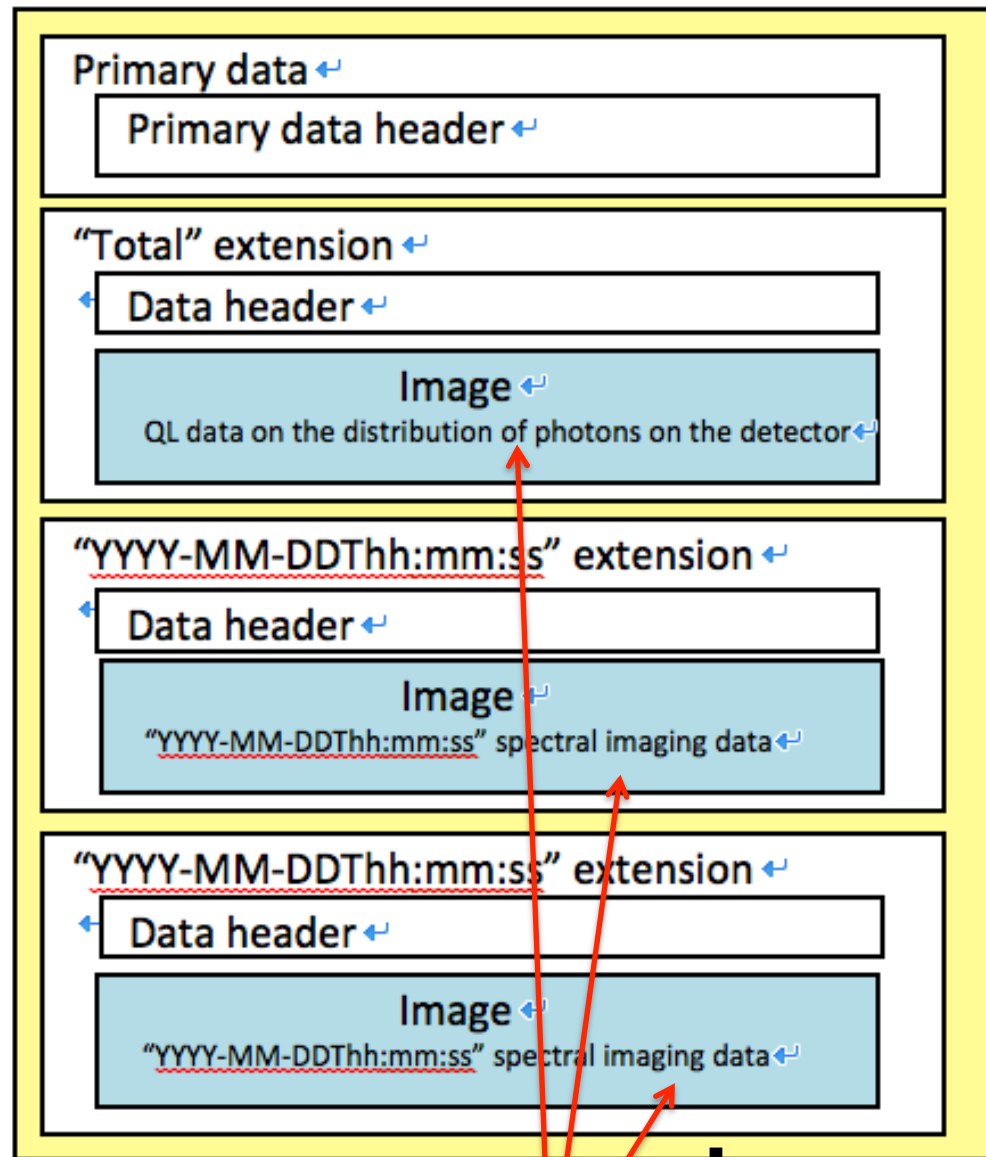 Primary data
Primary data header
“Total” extension
Data header
Image
QL data on the distribution of photons on the detector
“YYYY-MM-DDThh:mm:ss” extension
Data header
Image
“YYYY-MM-DDThh:mm:ss” spectral imaging data
“YYYY-MM-DDThh:mm:ss” extension
Data header
Image
“YYYY-MM-DDThh:mm:ss” spectral imaging data